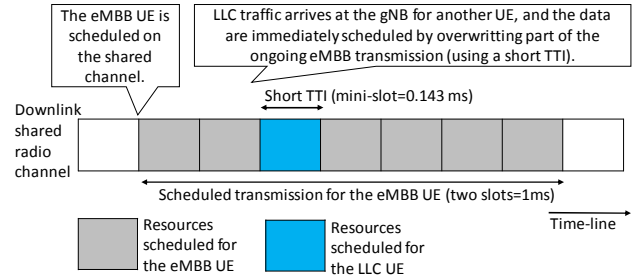 The eMBB UE is
scheduled on
the shared
channel.
LLC traffic arrives at the gNB for another UE, and the data
are immediately scheduled by overwritting part of the
ongoing eMBB transmission (using a short TTI).
Short TTI (mini-slot=0.143 ms)
Downlink
shared
radio
channel
Scheduled transmission for the eMBB UE (two slots=1ms)
Time-line
Resources
scheduled for
the eMBB UE
Resources
scheduled for
the LLC UE